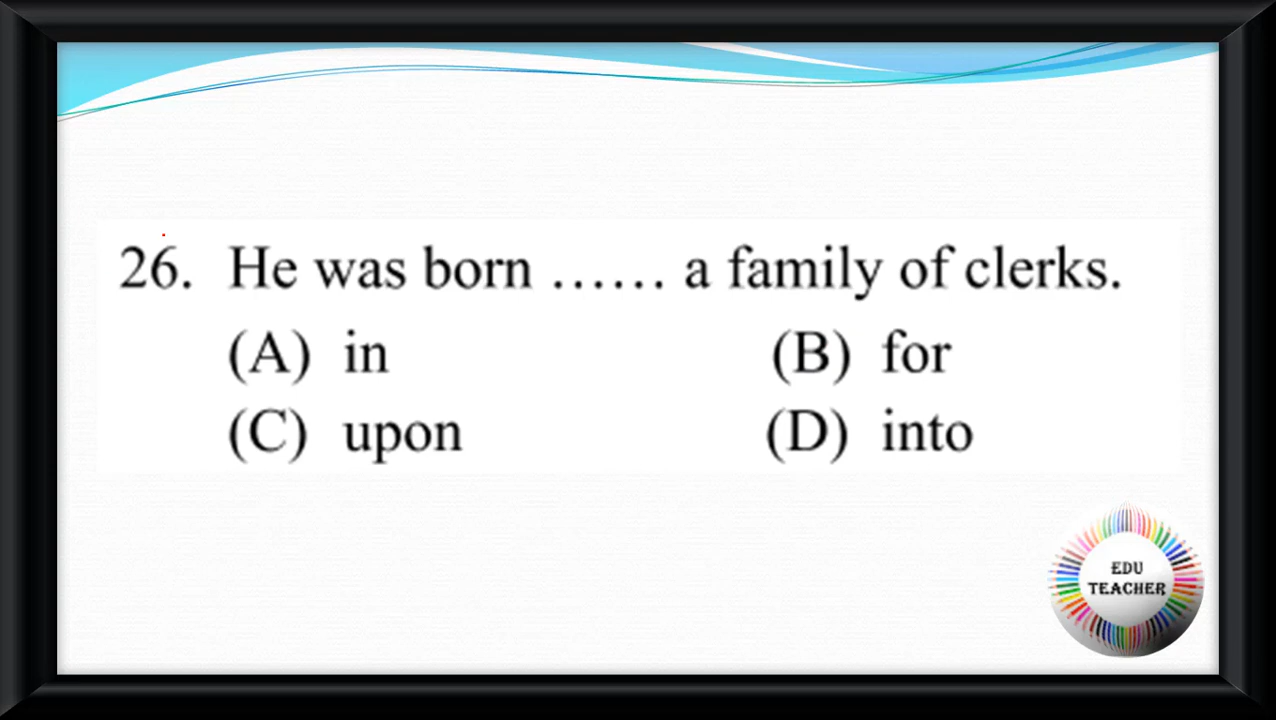 26. He was born ...... a family of clerks.
(A) in (B) for
(C) upon (D) into
EDU
TEACHER